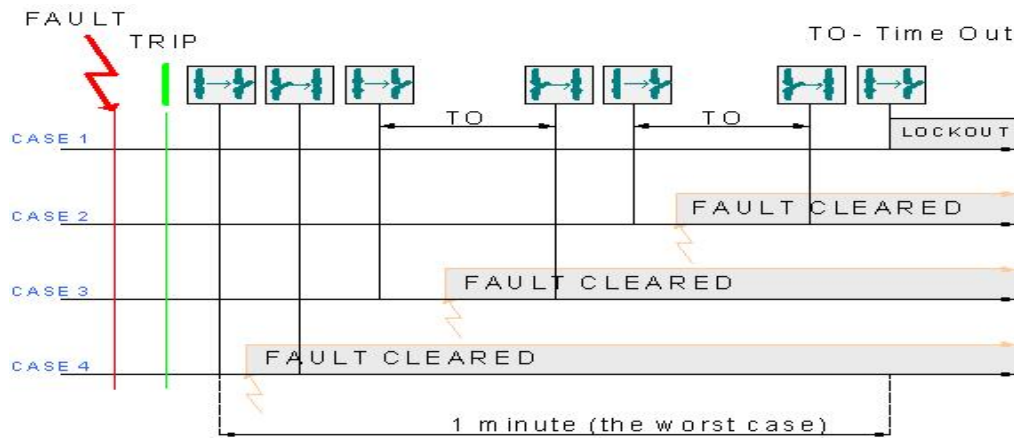 FAULT
TRIP
TO- Time Out
TO
TO
CASE 1
LOCKOUT
CASE 2
FAULT CLEARED
CASE 3
FAULT CLEARED
CASE 4
FAULT CLEARED
1 minute (the worst case)